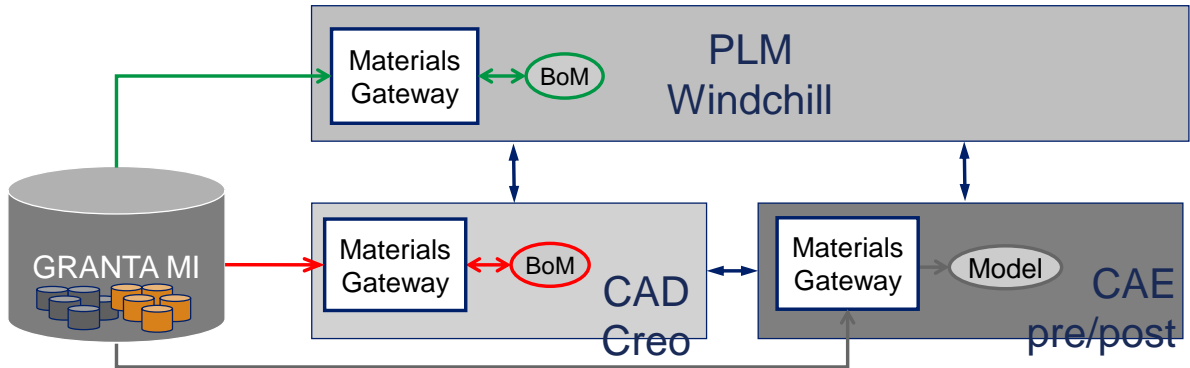 Materials
Gateway
BoM
PLM
Windchill
GRANTA MI
Materials
Gateway
BoM
CAD
Creo
Materials
Gateway
Model
CAE
pre/post